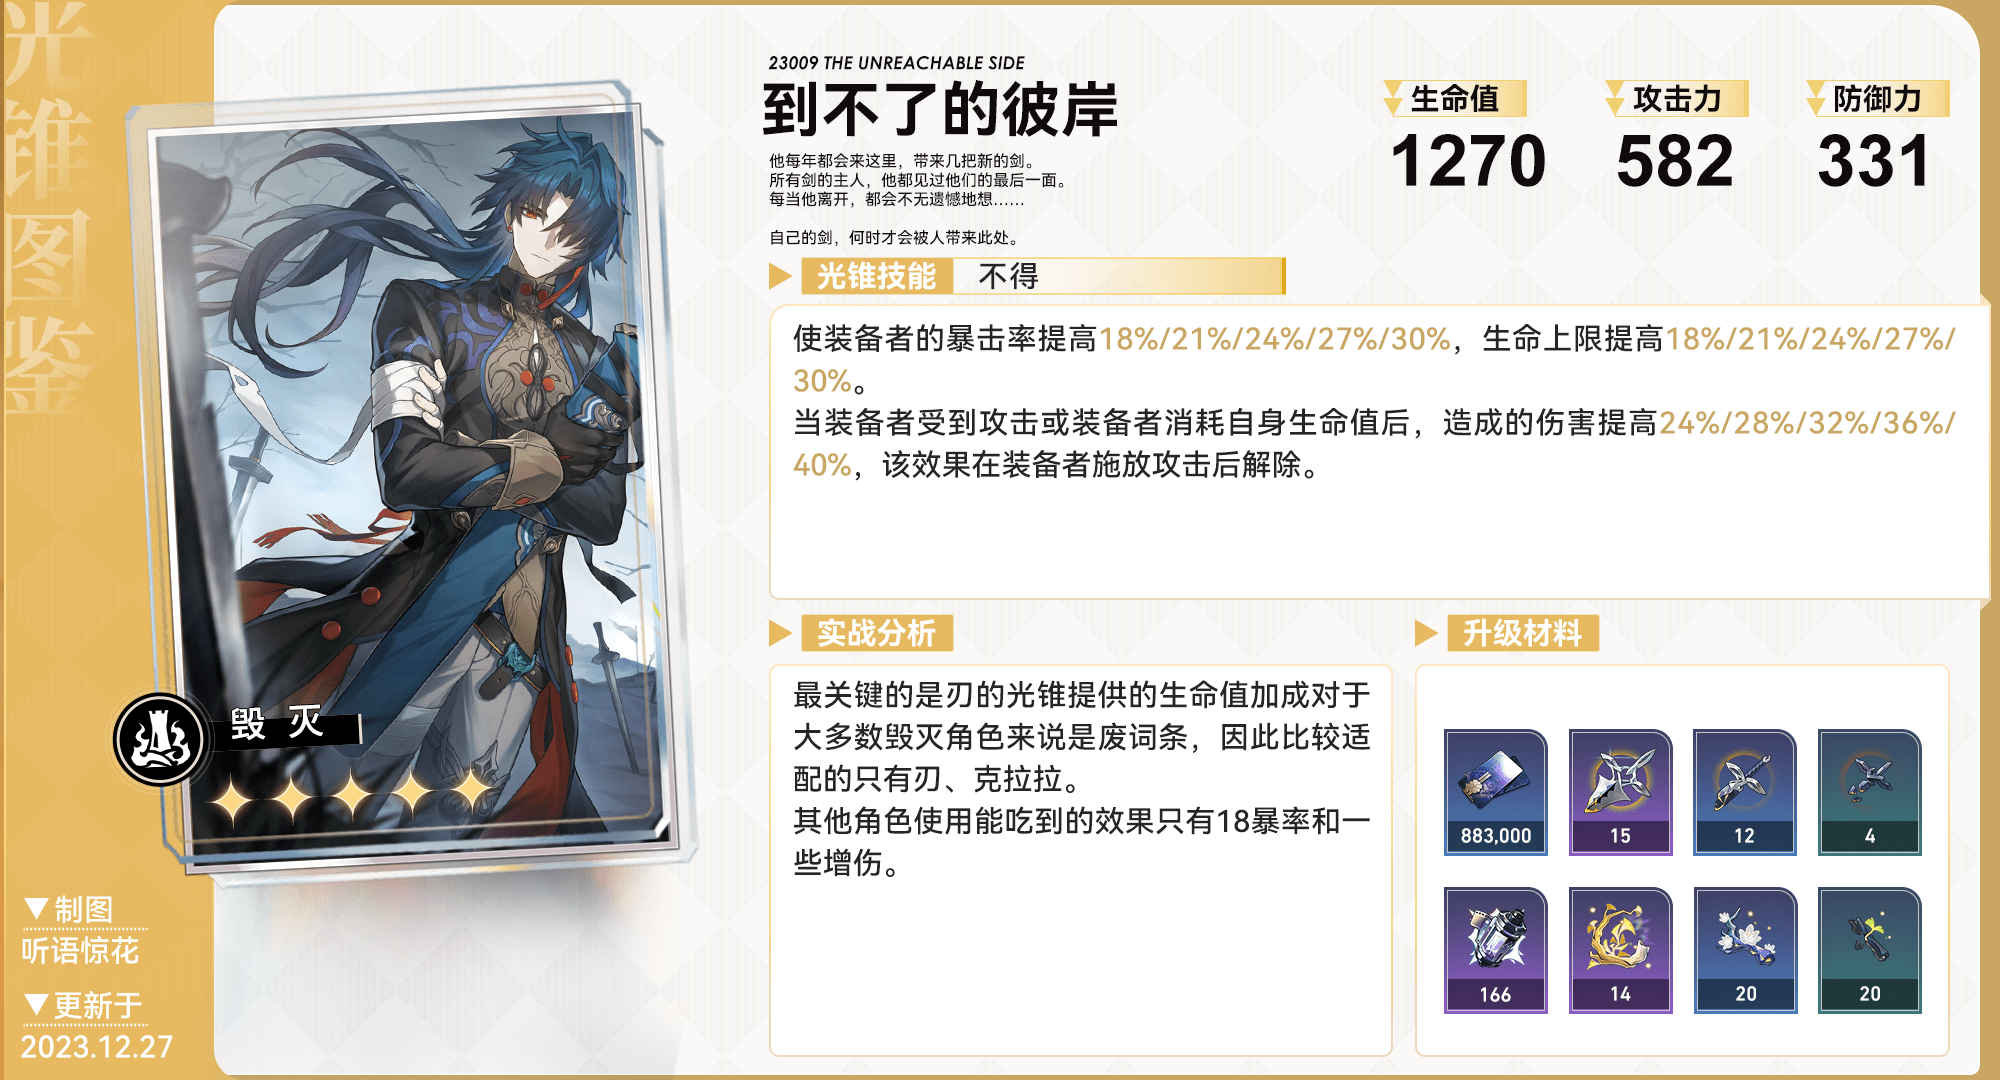 光锥图鉴
23009 THE UNREACHABLE SIDE
到不了的彼岸
他每年都会来这里，带来几把新的剑。
所有剑的主人，他都见过他们的最后一面。
每当他离开，都会不无遗憾地想……
自己的剑，何时才会被人带来此处。
生命值
1270
攻击力
582
防御力
331
光锥技能 不得
使装备者的暴击率提高18%/21%/24%/27%/30%，生命上限提高18%/21%/24%/27%/
30%。
当装备者受到攻击或装备者消耗自身生命值后，造成的伤害提高24%/28%/32%/36%/
40%，该效果在装备者施放攻击后解除。
毁灭
实战分析
最关键的是刃的光锥提供的生命值加成对于
大多数毁灭角色来说是废词条，因此比较适
配的只有刃、克拉拉。
其他角色使用能吃到的效果只有18暴率和一
些增伤。
升级材料
883,000
15
12
4
166
14
20
20
▼制图
听语惊花
▼更新于
2023.12.27